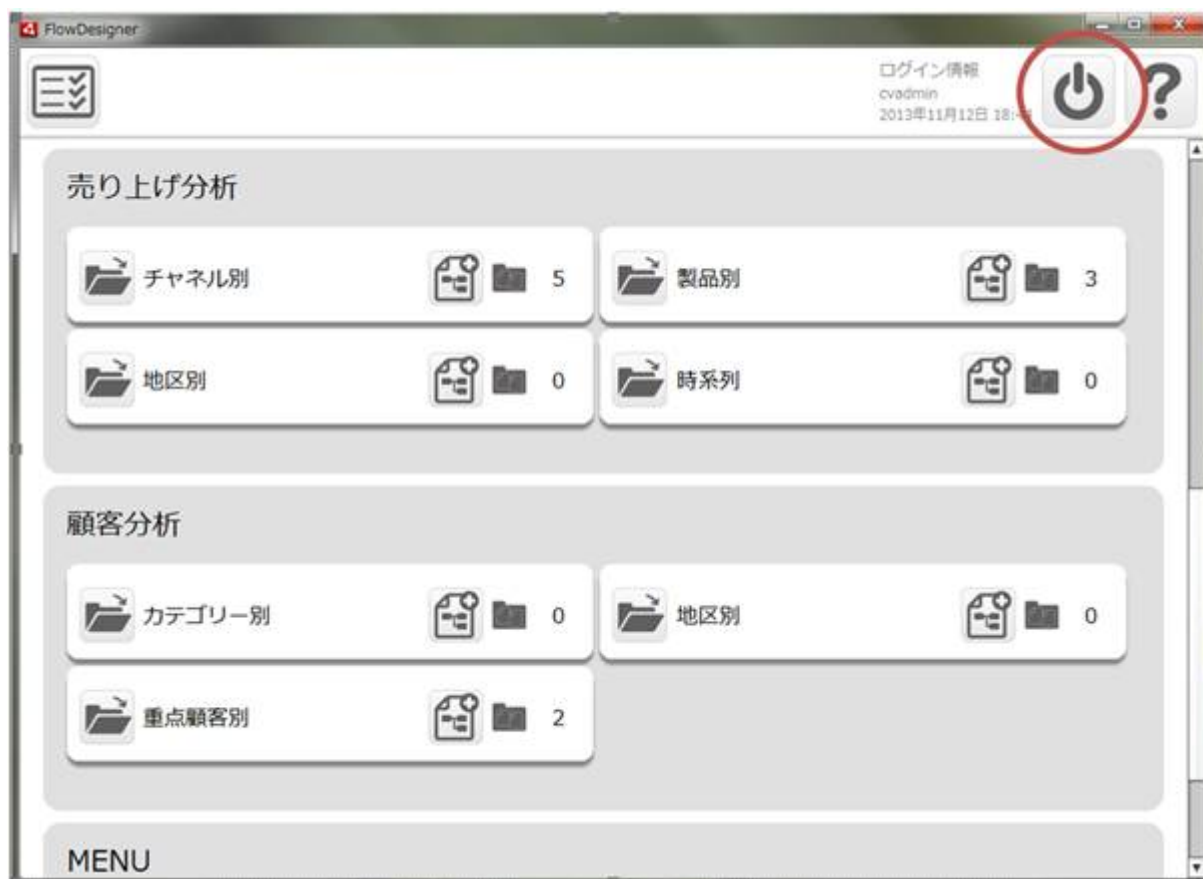 FlowDesigner
ログイン情報
cvadmin
2013年11月12日 18:
売り上げ分析
チャネル別 5
製品別 3
地区別 0
時系列 0
顧客分析
カテゴリー別 0
地区別 0
重点顧客別 2
MENU